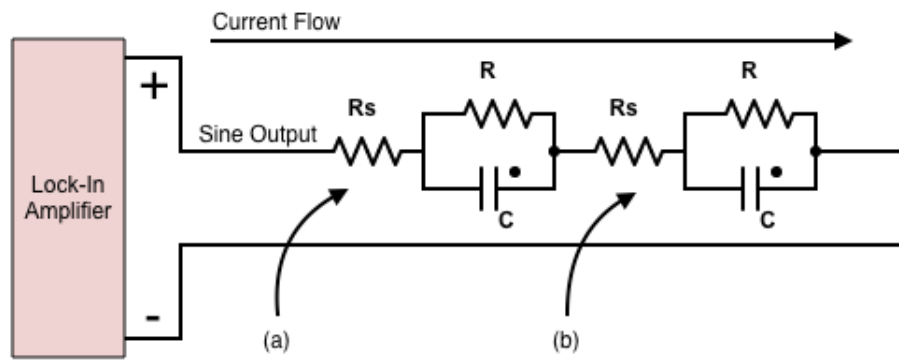 Current Flow
R
R
Rs
Rs
+
Sine Output
Lock-In
Amplifier
C
C
-
(a)
(b)